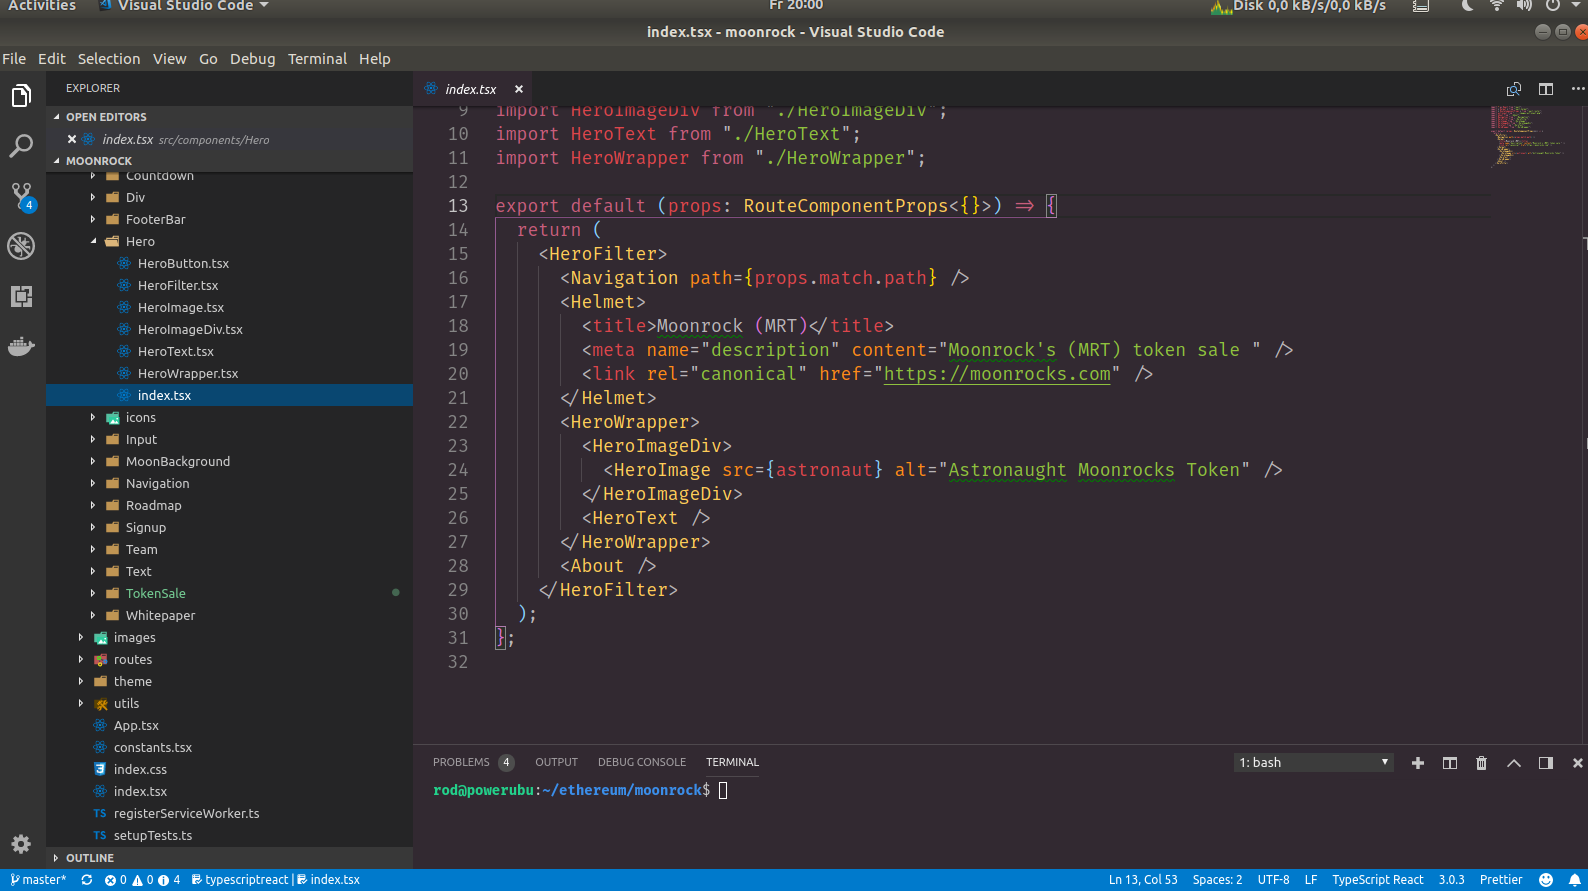 Activities Visual Studio Code Fr 20:00 Disk 0,0 kB/s/0,0 kB/s
index.tsx - moonrock - Visual Studio Code
File Edit Selection View Go Debug Terminal Help
EXPLORER
OPEN EDITORS
index.tsx src/components/Hero
MOONROCK
Countdown
Div
FooterBar
Hero
HeroButton.tsx
HeroFilter.tsx
HeroImage.tsx
HeroImageDiv.tsx
HeroText.tsx
HeroWrapper.tsx
index.tsx
icons
Input
MoonBackground
Navigation
Roadmap
Signup
Team
Text
TokenSale
Whitepaper
images
routes
theme
utils
App.tsx
constants.tsx
index.css
index.tsx
TS registerServiceWorker.ts
TS setupTests.ts
OUTLINE
4
index.tsx
9 import HeroImageDiv from "./HeroImageDiv";
10 import HeroText from "./HeroText";
11 import HeroWrapper from "./HeroWrapper";
12
13 export default (props: RouteComponentProps<{}>) => {
14 return (
15 <HeroFilter>
16 <Navigation path={props.match.path} />
17 <Helmet>
18 <title>Moonrock (MRT)</title>
19 <meta name="description" content="Moonrock's (MRT) token sale " />
20 <link rel="canonical" href="https://moonrocks.com" />
21 </Helmet>
22 <HeroWrapper>
23 <HeroImageDiv>
24 <HeroImage src={astronaut} alt="Astronaught Moonrocks Token" />
25 </HeroImageDiv>
26 <HeroText />
27 </HeroWrapper>
28 <About />
29 </HeroFilter>
30 );
31 };
32
PROBLEMS 4 OUTPUT DEBUG CONSOLE TERMINAL 1: bash
rod@powerubu:~/ethereum/moonrock$
master* 0 0 4 typescriptreact | index.tsx Ln 13, Col 53 Spaces: 2 UTF-8 LF TypeScript React 3.0.3 Prettier